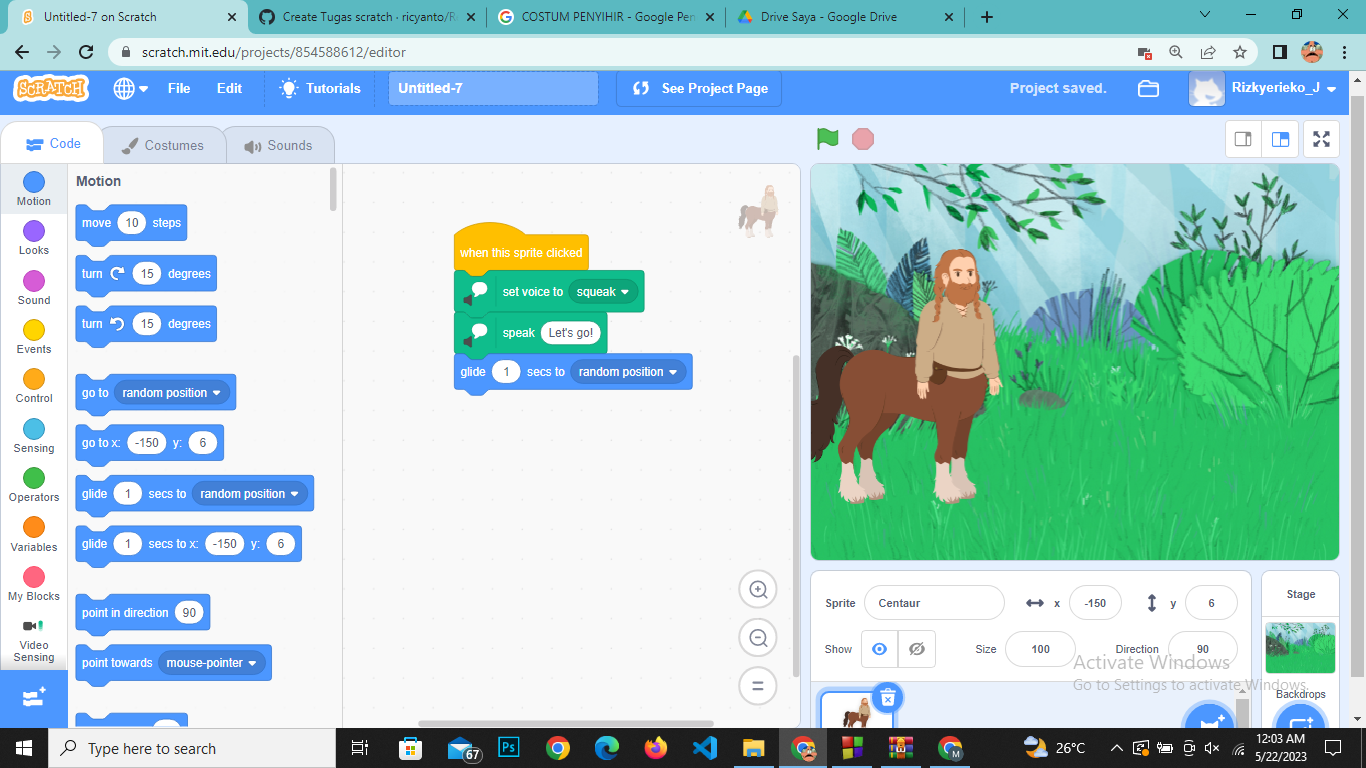 Untitled-7 on Scratch
Create Tugas scratch · ricyanto/R
COSTUM PENYIHIR - Google Pen
Drive Saya - Google Drive
scratch.mit.edu/projects/854588612/editor
SCRATCH File Edit Tutorials Untitled-7 See Project Page Project saved. Rizkyerieko_J
Code Costumes Sounds
Motion
Looks
Sound
Events
Control
Sensing
Operators
Variables
My Blocks
Video
Sensing
Motion
move 10 steps
turn 15 degrees
turn 15 degrees
go to random position
go to x: -150 y: 6
glide 1 secs to random position
glide 1 secs to x: -150 y: 6
point in direction 90
point towards mouse-pointer
when this sprite clicked
set voice to squeak
speak Let's go!
glide 1 secs to random position
Sprite Centaur x -150 y 6
Show Size 100 Direction 90
Stage
Backdrops
Activate Windows
Go to Settings to activate Windows.
Type here to search
67
Ps
M
26°C
12:03 AM
5/22/2023